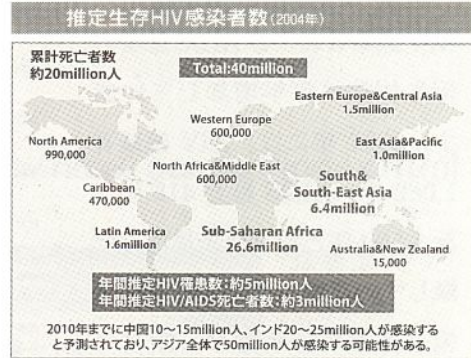 推定生存HIV感染者数(2004年)
累計死亡者数
約20million人
Total:40million
Eastern Europe&Central Asia
1.5million
Western Europe
600,000
North America
990,000
East Asia&Pacific
1.0million
North Africa&Middle East
600,000
South&
South-East Asia
6.4million
Caribbean
470,000
Latin America
1.6million
Sub-Saharan Africa
26.6million
Australia&New Zealand
15,000
年間推定HIV罹患数:約5million人
年間推定HIV/AIDS死亡者数:約3million人
2010年までに中国10〜15million人、インド20〜25million人が感染する
と予測されており、アジア全体で50million人が感染する可能性がある。